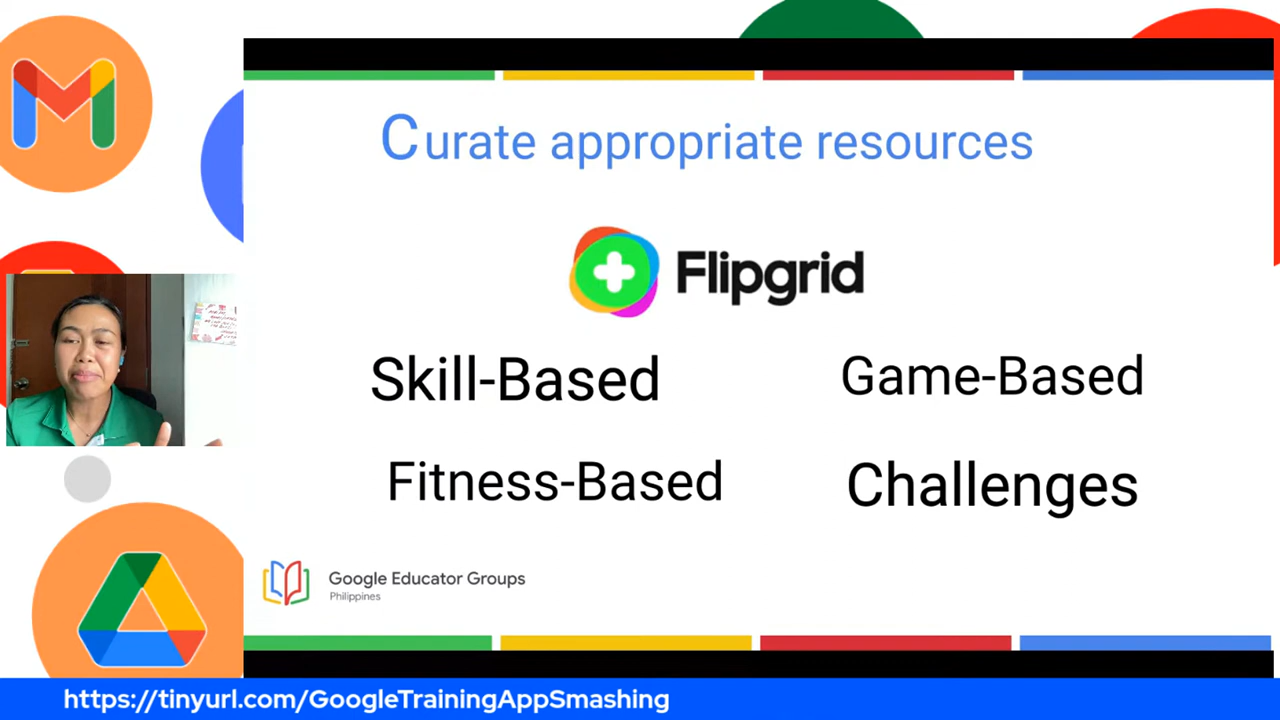 Curate appropriate resources
Flipgrid
Skill-Based
Game-Based
Fitness-Based
Challenges
Google Educator Groups
Philippines
https://tinyurl.com/GoogleTrainingAppSmashing